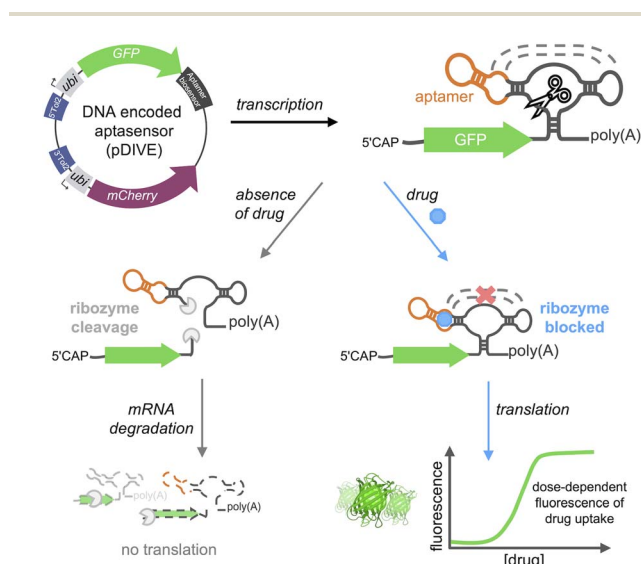 GFP
ubi
5'Tol2
Aptamer
biosensor
DNA encoded
aptasensor
(pDIVE)
3'Tol2
ubi
mCherry
transcription
aptamer
5'CAP
GFP
poly(A)
absence
of drug
drug
ribozyme
cleavage
poly(A)
5'CAP
ribozyme
blocked
poly(A)
5'CAP
mRNA
degradation
translation
poly(A)
poly(A)
no translation
fluorescence
dose-dependent
fluorescence of
drug uptake
[drug]